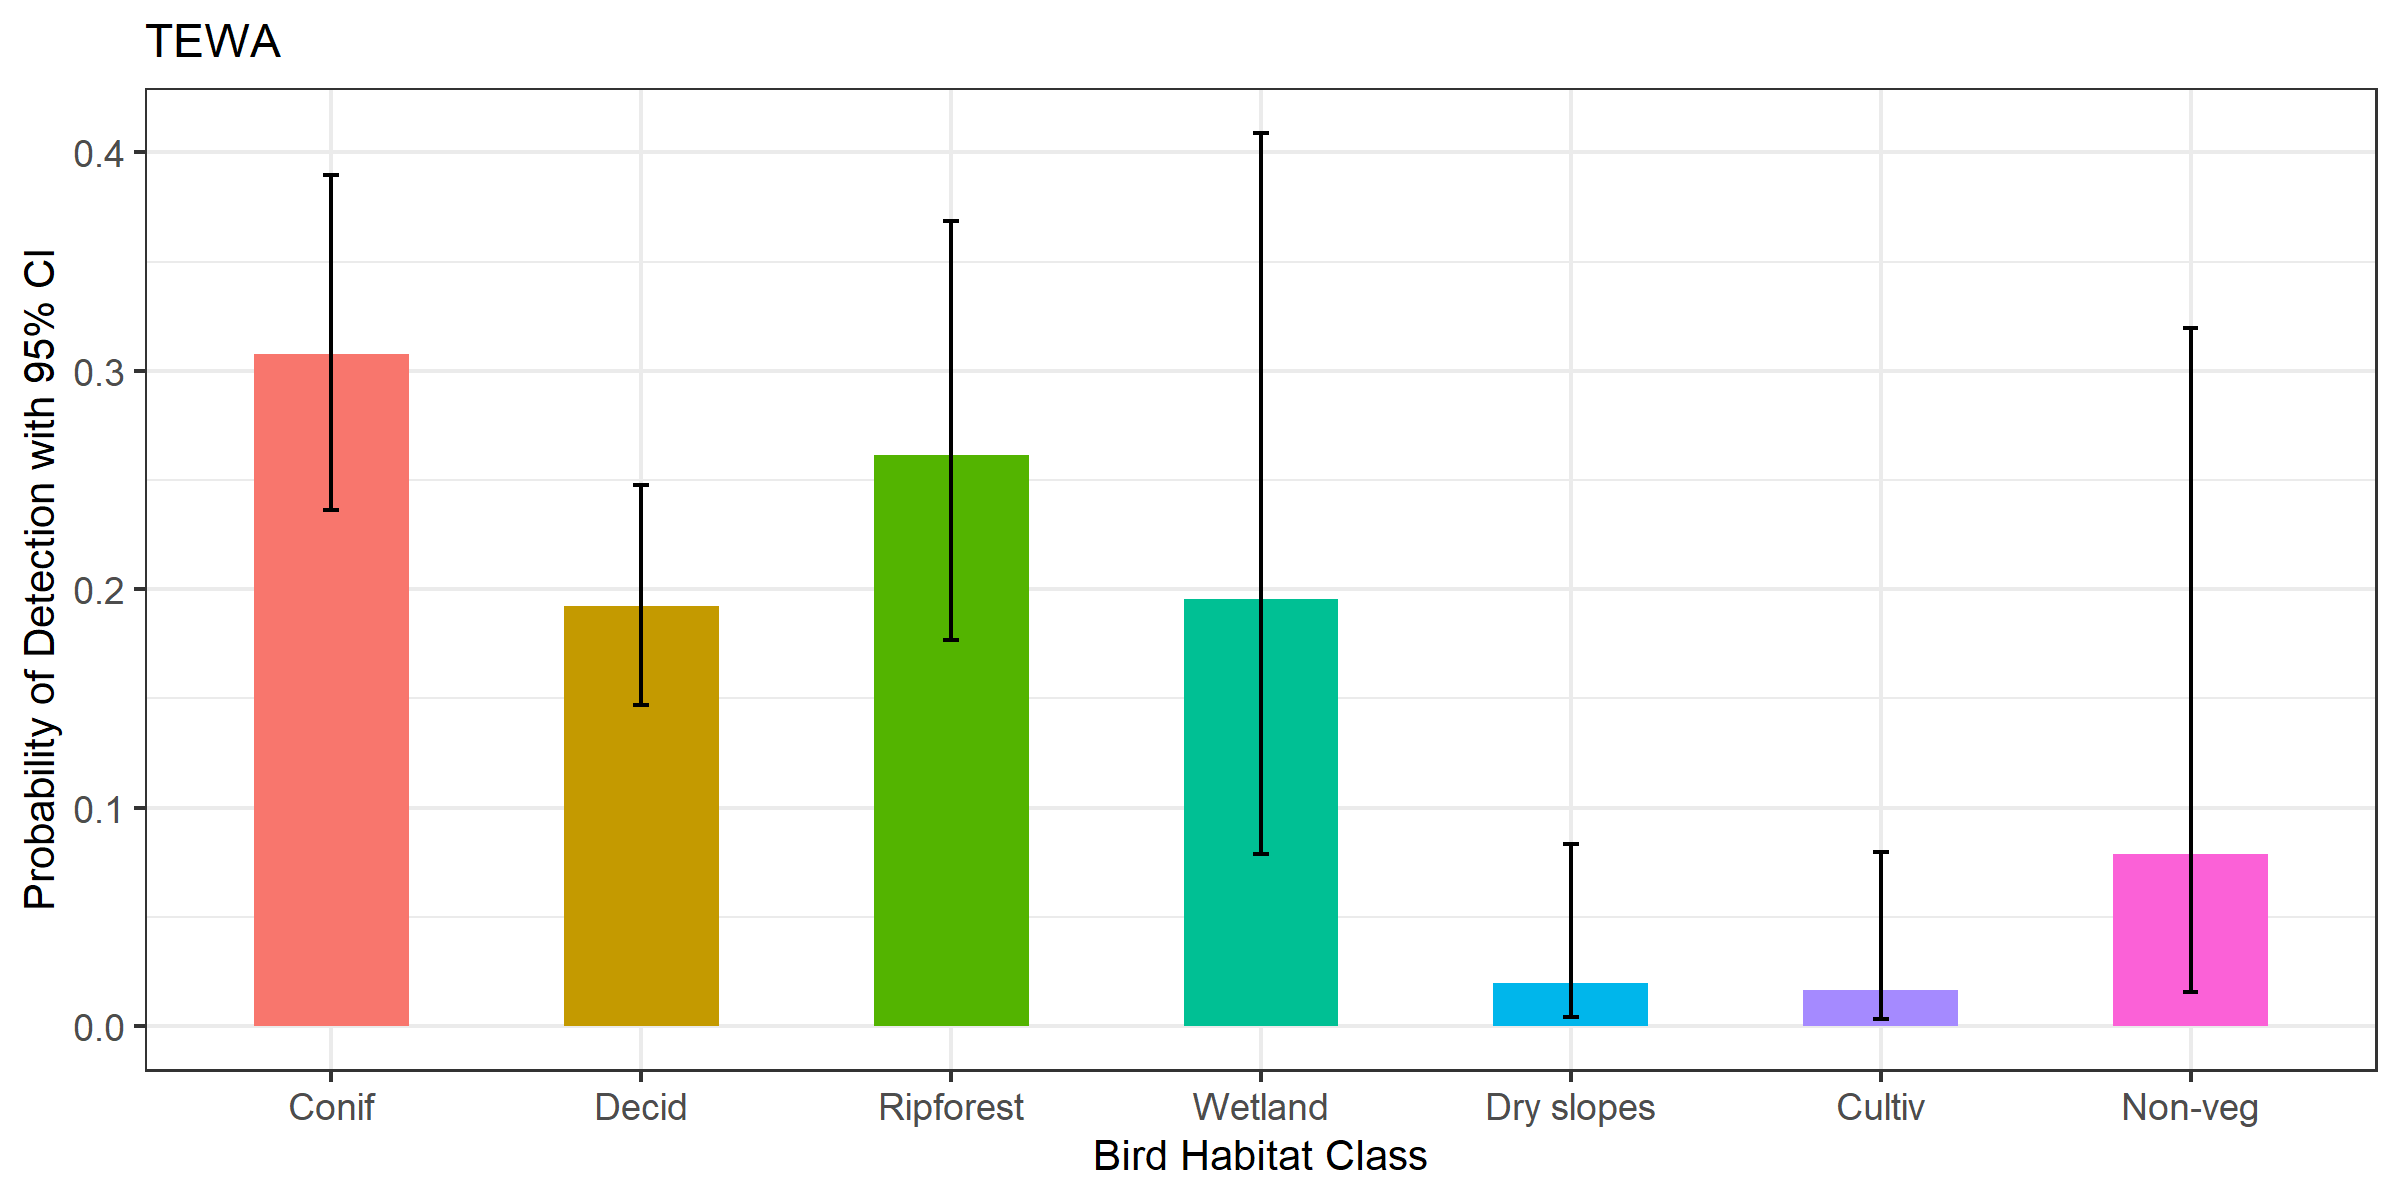 TEWA
Probability of Detection with 95% CI
0.4
0.3
0.2
0.1
0.0
Conif Decid Ripforest Wetland Dry slopes Cultiv Non-veg
Bird Habitat Class